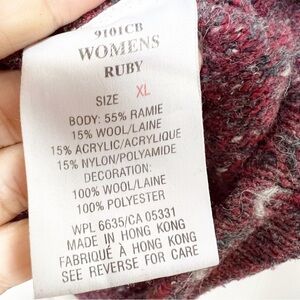 9101CB
WOMENS
RUBY
SIZE XL
BODY: 55% RAMIE
15% WOOL/LAINE
15% ACRYLIC/ACRYLIQUE
15% NYLON/POLYAMIDE
DECORATION:
100% WOOL/LAINE
100% POLYESTER
WPL 6635/CA 05331
MADE IN HONG KONG
FABRIQUÉ À HONG KONG
SEE REVERSE FOR CARE